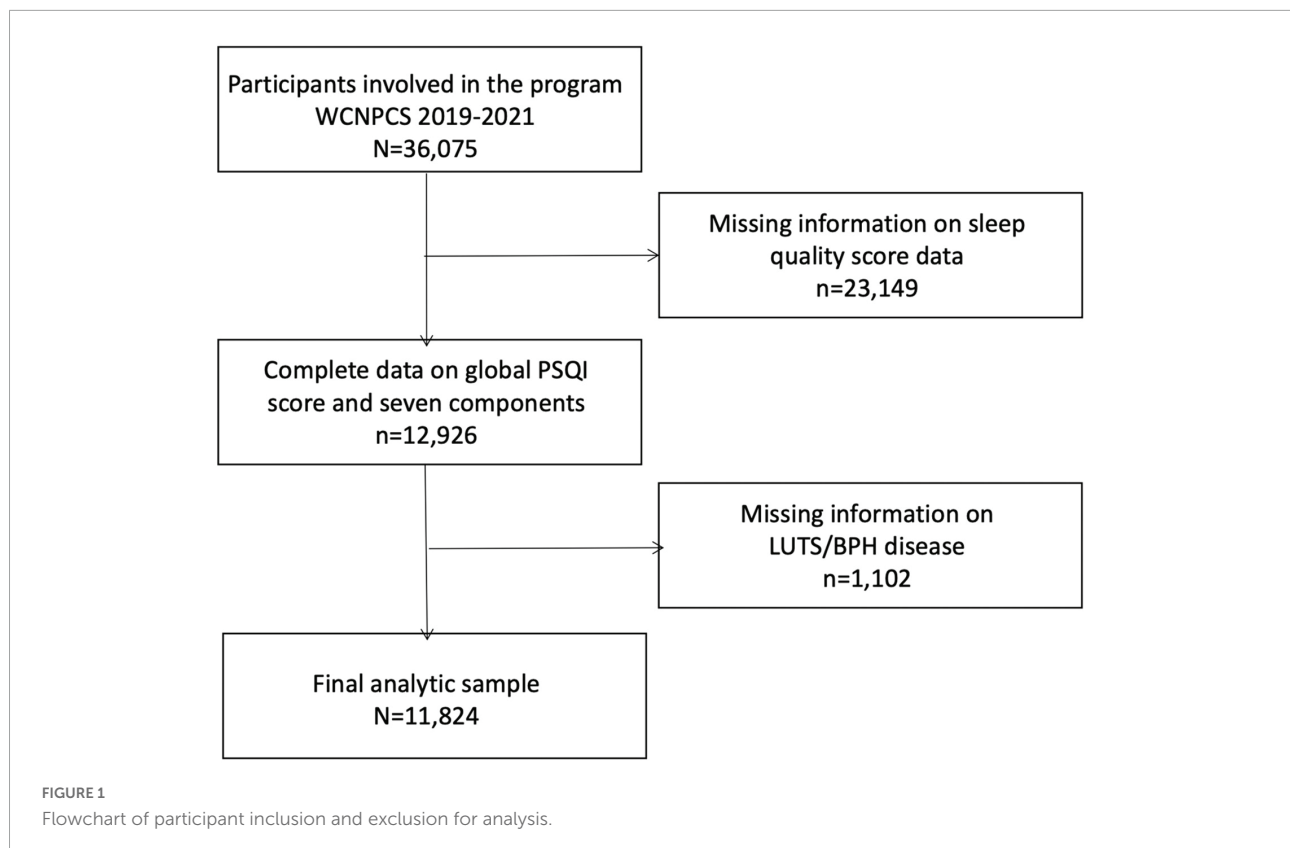 Participants involved in the program
WCNPCS 2019-2021
N=36,075
Missing information on sleep
quality score data
n=23,149
Complete data on global PSQI
score and seven components
n=12,926
Missing information on
LUTS/BPH disease
n=1,102
Final analytic sample
N=11,824
FIGURE 1
Flowchart of participant inclusion and exclusion for analysis.